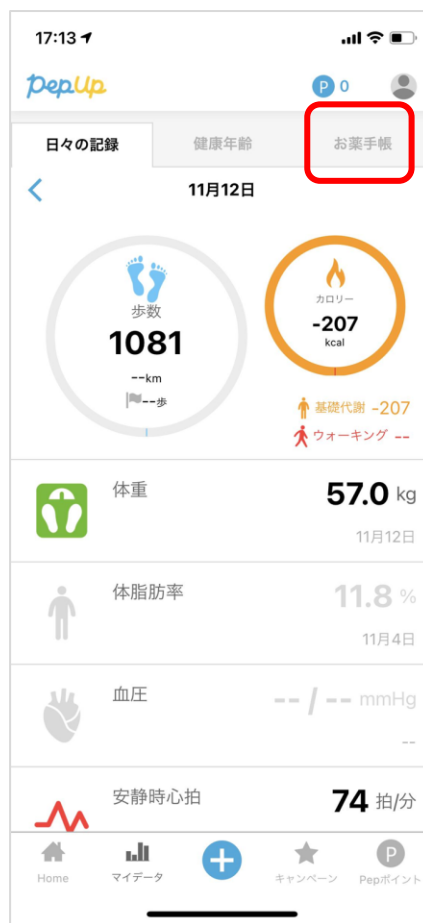 17:13
PepUp
P 0
日々の記録 健康年齢 お薬手帳
11月12日
歩数
1081
--km
--歩
カロリー
-207
kcal
基礎代謝 -207
ウォーキング --
体重 57.0 kg
11月12日
体脂肪率 11.8 %
11月4日
血圧 -- / -- mmHg
--
安静時心拍 74 拍/分
Home マイデータ キャンペーン P Pepポイント